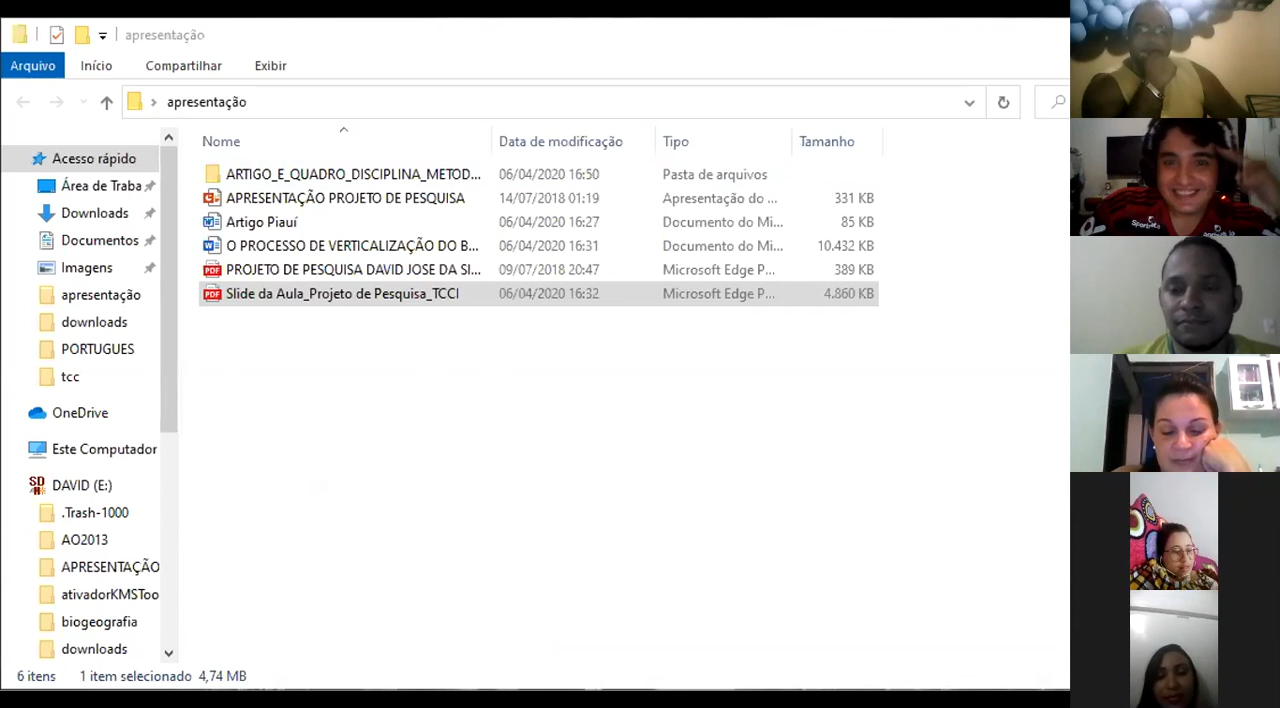 apresentação
Arquivo Início Compartilhar Exibir
apresentação
Nome Data de modificação Tipo Tamanho
ARTIGO_E_QUADRO_DISCIPLINA_METOD... 06/04/2020 16:50 Pasta de arquivos
APRESENTAÇÃO PROJETO DE PESQUISA 14/07/2018 01:19 Apresentação do ... 331 KB
Artigo Piauí 06/04/2020 16:27 Documento do Mi... 85 KB
O PROCESSO DE VERTICALIZAÇÃO DO B... 06/04/2020 16:31 Documento do Mi... 10.432 KB
PROJETO DE PESQUISA DAVID JOSE DA SI... 09/07/2018 20:47 Microsoft Edge P... 389 KB
Slide da Aula_Projeto de Pesquisa_TCCI 06/04/2020 16:32 Microsoft Edge P... 4.860 KB
Acesso rápido
Área de Traba
Downloads
Documentos
Imagens
apresentação
downloads
PORTUGUES
tcc
OneDrive
Este Computador
DAVID (E:)
.Trash-1000
AO2013
APRESENTAÇÃO
ativadorKMSToo
biogeografia
downloads
6 itens 1 item selecionado 4,74 MB